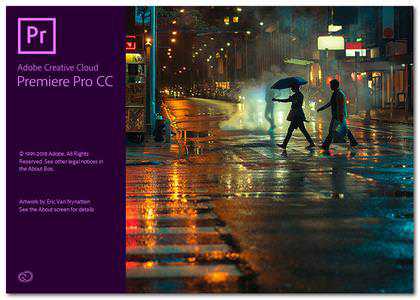 Pr
Adobe Creative Cloud
Premiere Pro CC
© 1991-2018 Adobe. All Rights
Reserved. See other legal notices in
the About Box.
Artwork by Eric Van Nynatten
See the About screen for details